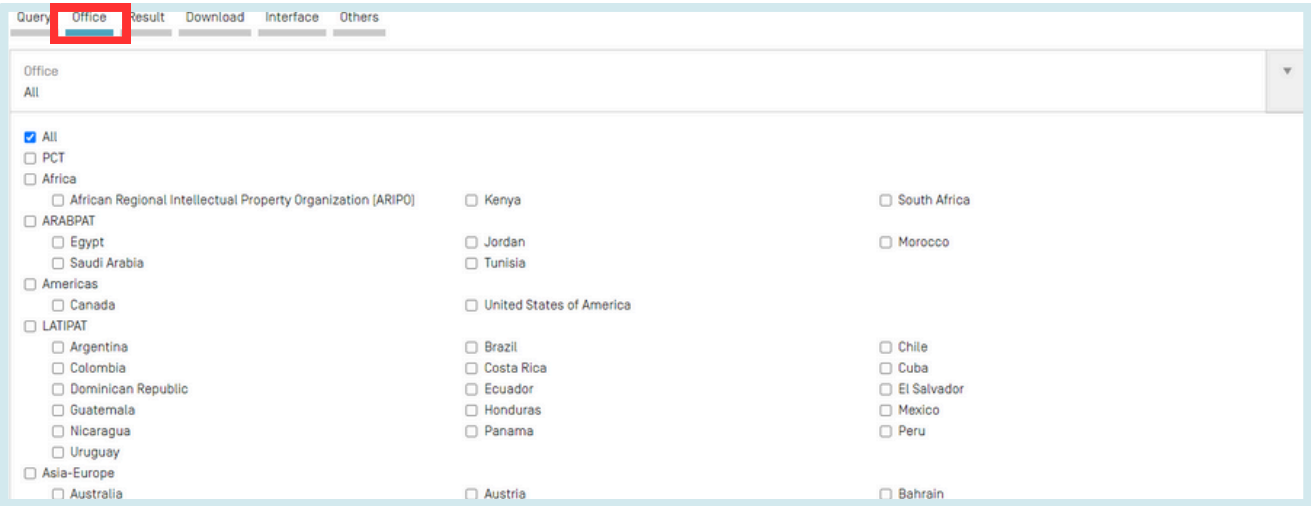 Query Office Result Download Interface Others
Office
All
All
PCT
Africa
African Regional Intellectual Property Organization (ARIPO) Kenya South Africa
ARABPAT
Egypt Jordan Morocco
Saudi Arabia Tunisia
Americas
Canada United States of America
LATIPAT
Argentina Brazil Chile
Colombia Costa Rica Cuba
Dominican Republic Ecuador El Salvador
Guatemala Honduras Mexico
Nicaragua Panama Peru
Uruguay
Asia-Europe
Australia Austria Bahrain